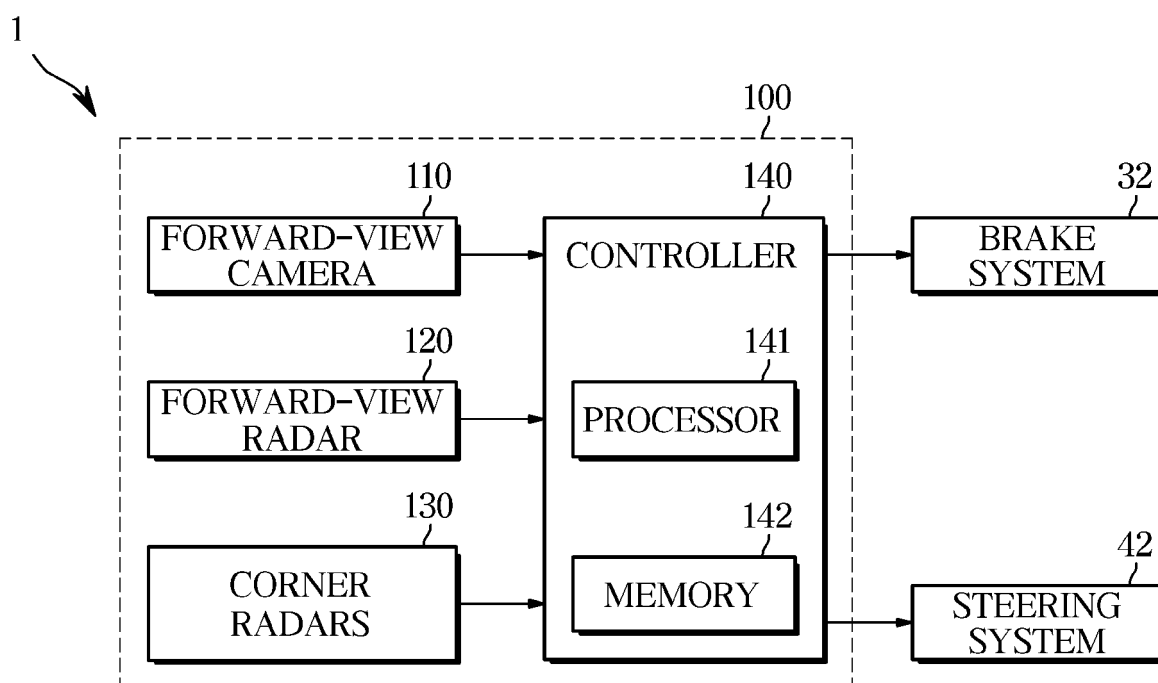 1
100
110
140
32
FORWARD-VIEW
CAMERA
CONTROLLER
BRAKE
SYSTEM
120
141
FORWARD-VIEW
RADAR
PROCESSOR
130
142
42
CORNER
RADARS
MEMORY
STEERING
SYSTEM